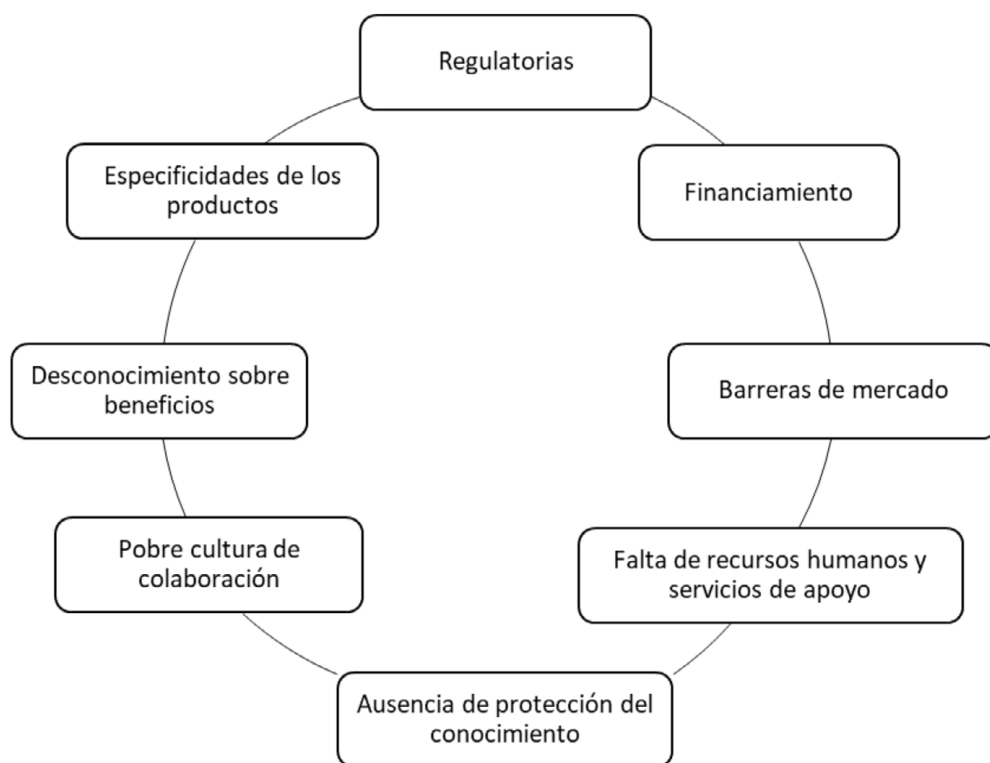 Regulatorias
Especificidades de los
productos
Financiamiento
Desconocimiento sobre
beneficios
Barreras de mercado
Pobre cultura de
colaboración
Falta de recursos humanos y
servicios de apoyo
Ausencia de protección del
conocimiento